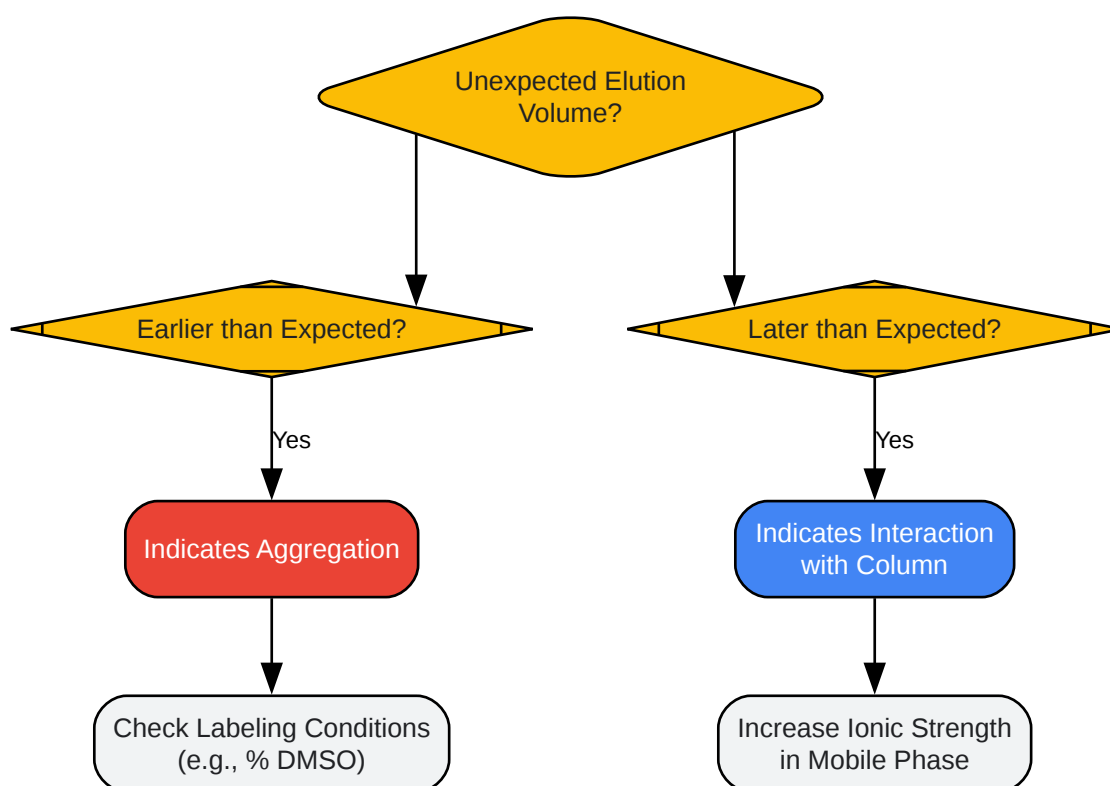 Unexpected Elution
Volume?
Earlier than Expected?
Later than Expected?
Yes
Yes
Indicates Aggregation
Indicates Interaction
with Column
Check Labeling Conditions
(e.g., % DMSO)
Increase Ionic Strength
in Mobile Phase